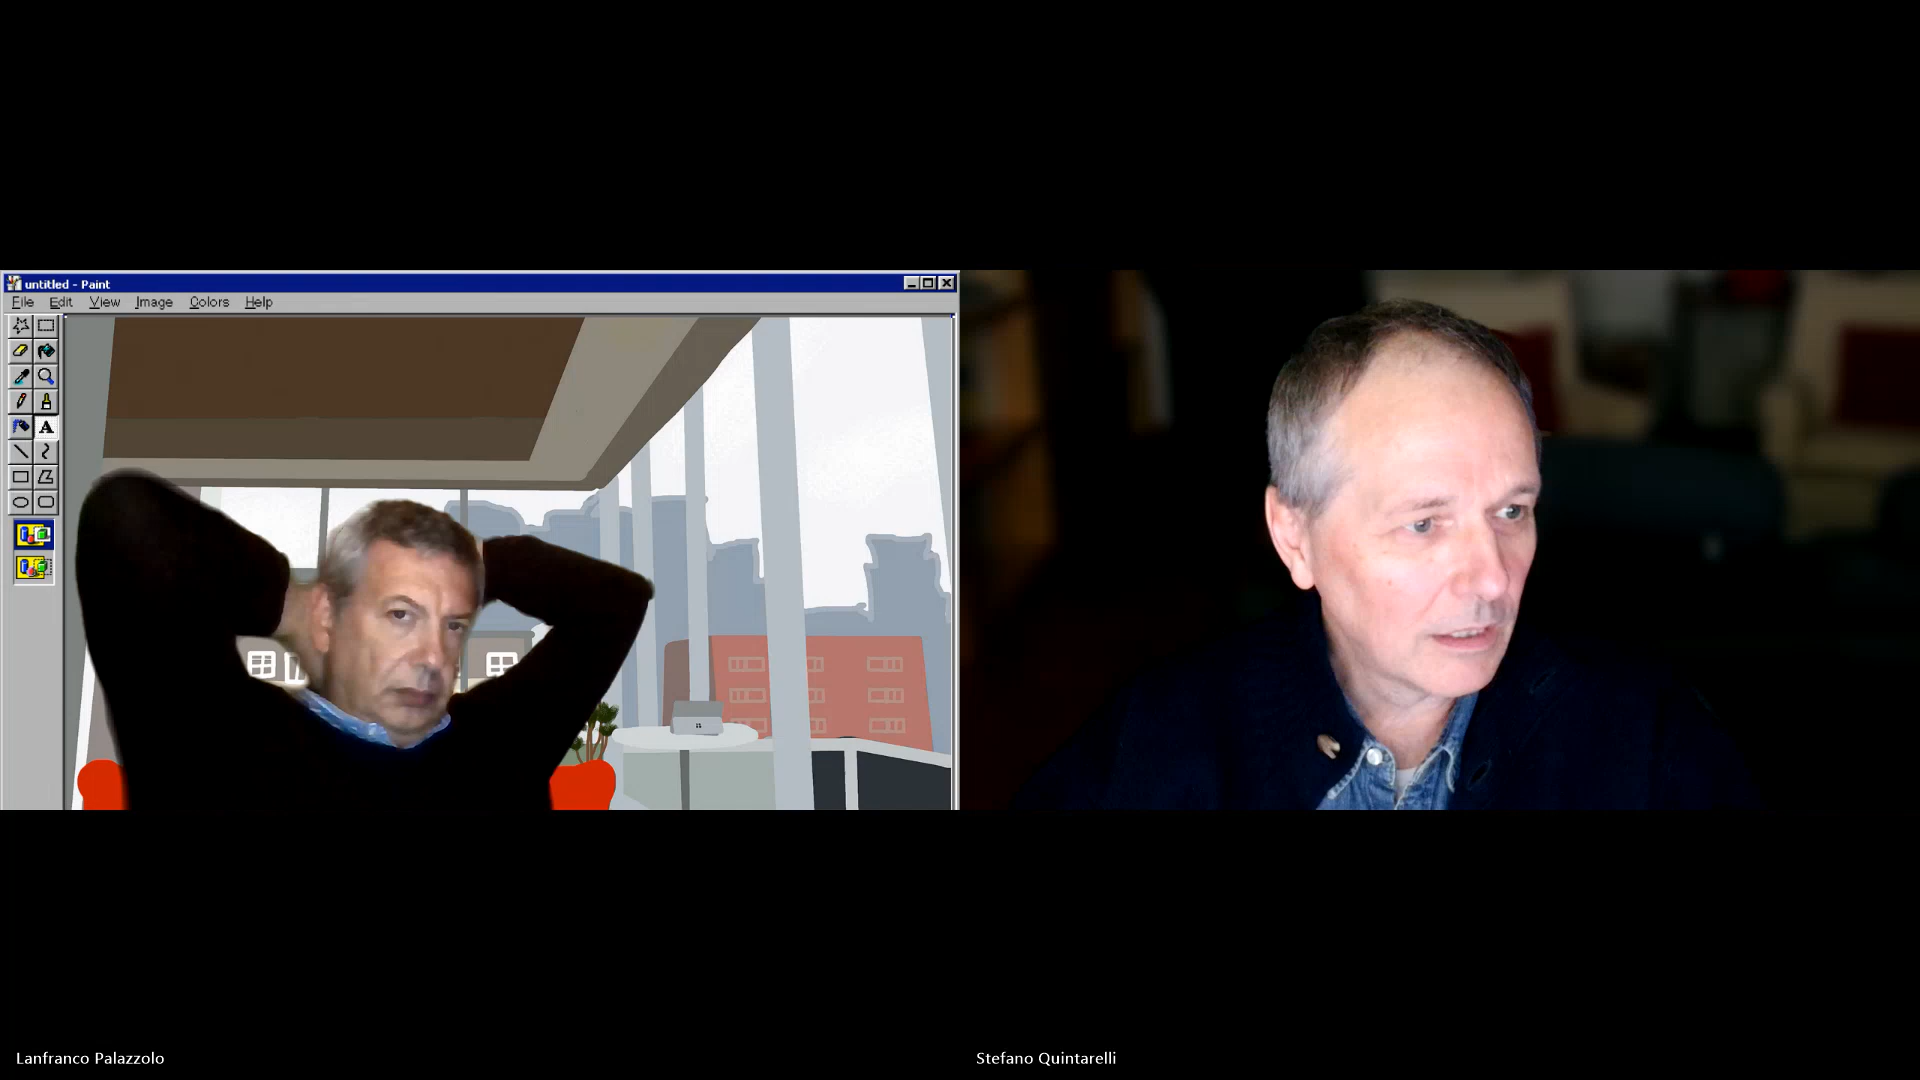 untitled - Paint
File Edit View Image Colors Help
A
Lanfranco Palazzolo
Stefano Quintarelli